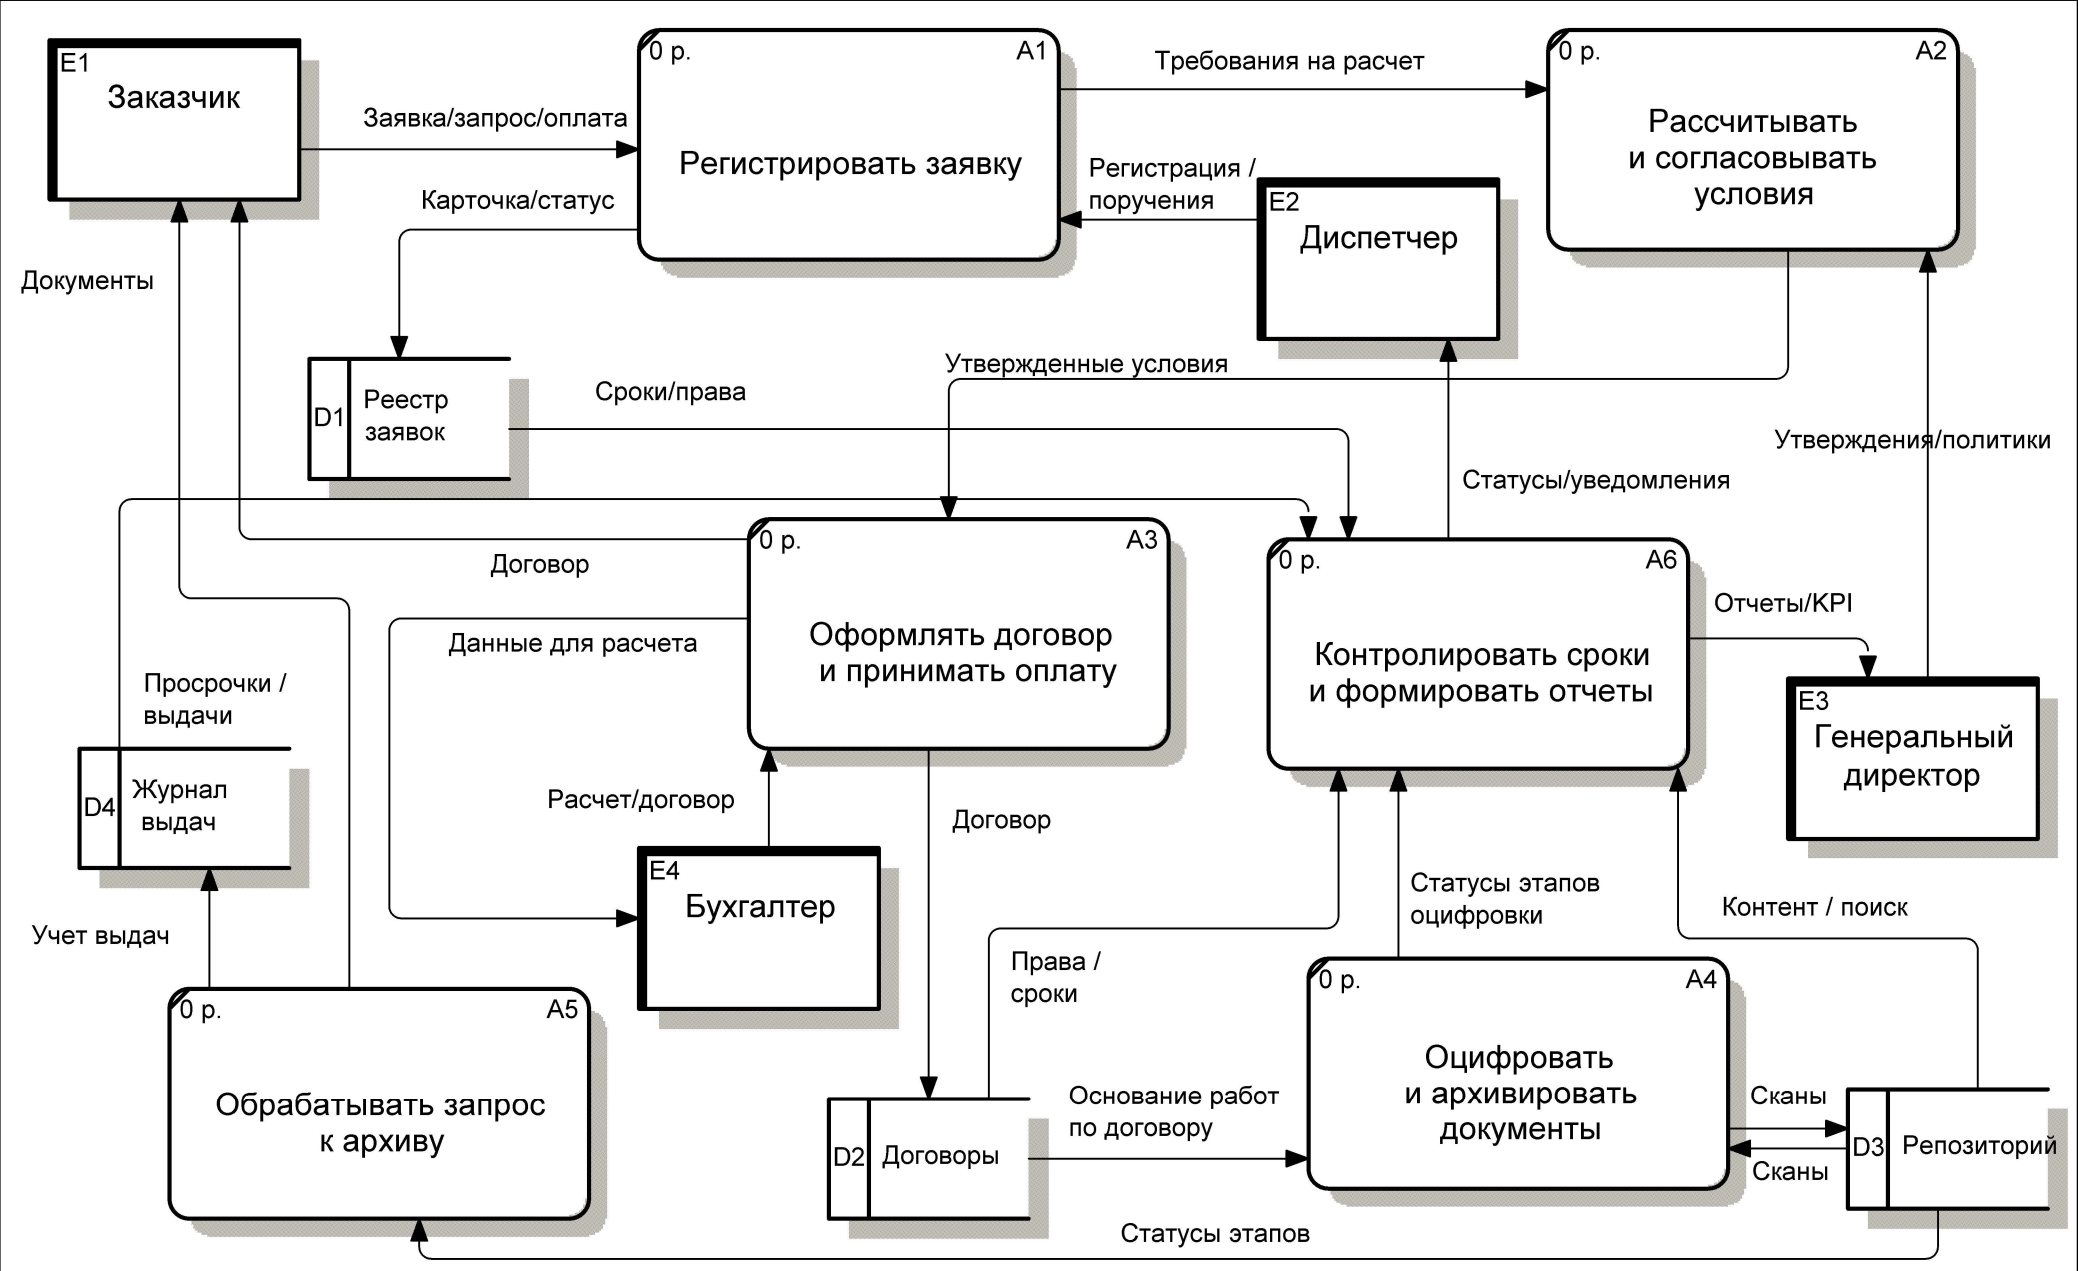 E1
Заказчик
Заявка/запрос/оплата
0 р.
A1
Регистрировать заявку
Требования на расчет
0 р.
A2
Рассчитывать
и согласовывать
условия
Регистрация /
поручения
E2
Диспетчер
Карточка/статус
Документы
D1
Реестр
заявок
Сроки/права
Утвержденные условия
Утверждения/политики
Статусы/уведомления
0 р.
A3
Оформлять договор
и принимать оплату
Договор
Данные для расчета
0 р.
A6
Контролировать сроки
и формировать отчеты
Отчеты/KPI
E3
Генеральный
директор
Просрочки /
выдачи
D4
Журнал
выдач
Расчет/договор
Договор
E4
Бухгалтер
Статусы этапов
оцифровки
Контент / поиск
Учет выдач
Права /
сроки
0 р.
A5
Обрабатывать запрос
к архиву
0 р.
A4
Оцифровать
и архивировать
документы
Основание работ
по договору
D2
Договоры
Сканы
Сканы
D3
Репозиторий
Статусы этапов